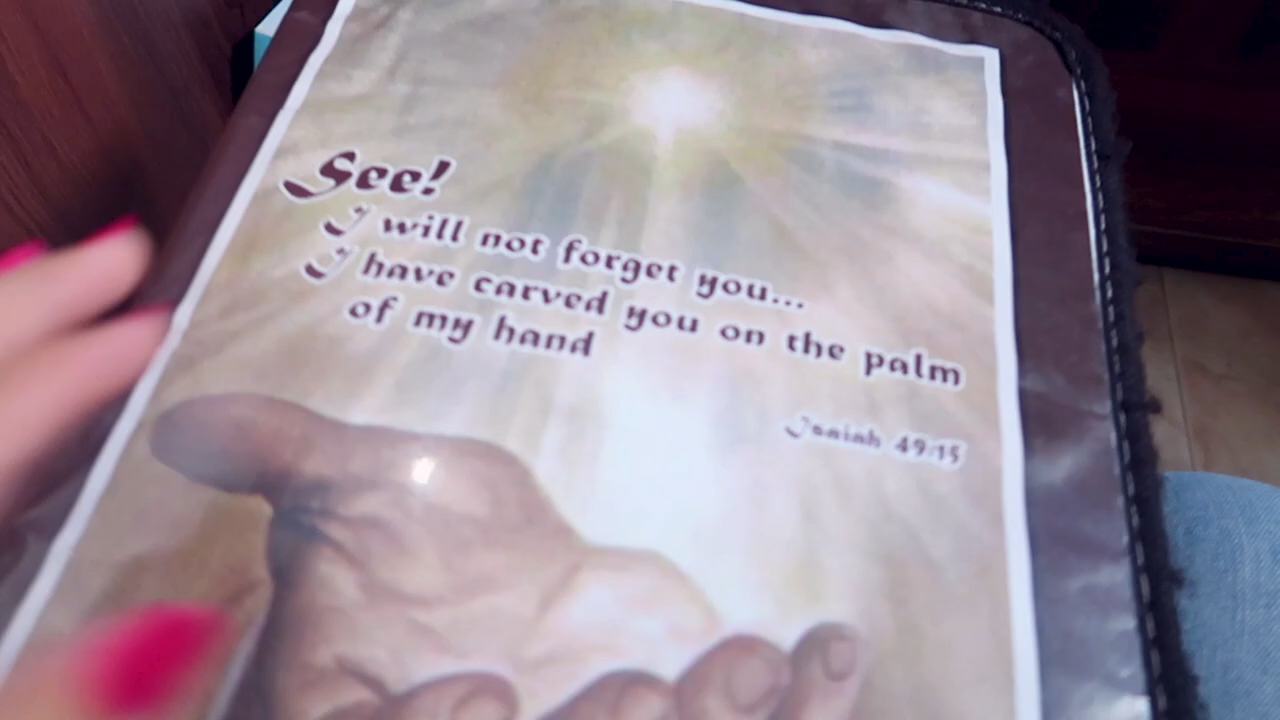 See!
I will not forget you...
I have carved you on the palm
of my hand
Isaiah 49:15